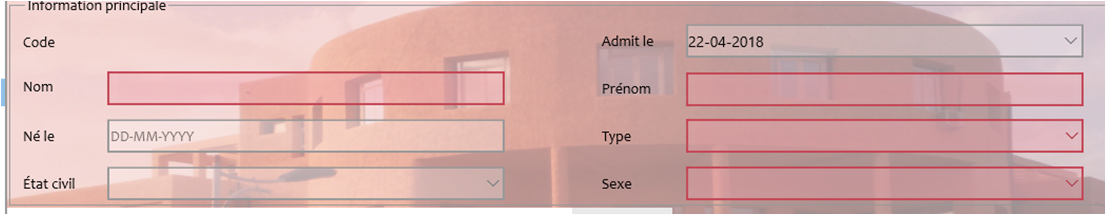 Information principale
Code
Admit le
22-04-2018
Nom
Prénom
Né le
DD-MM-YYYY
Type
État civil
Sexe